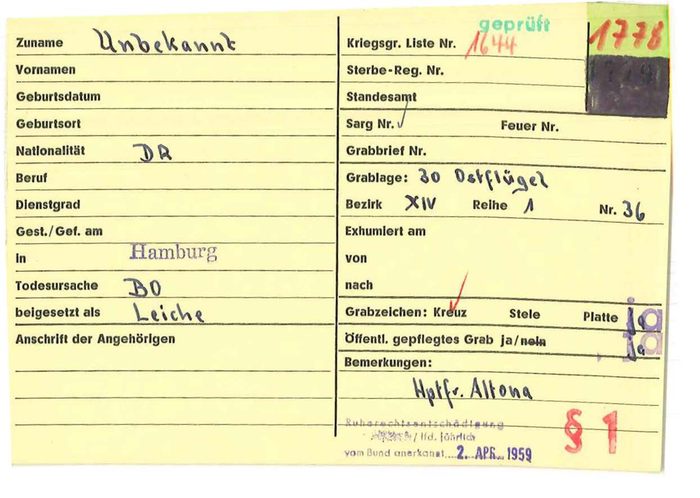 Zuname Unbekannt
Vornamen
Geburtsdatum
Geburtsort
Nationalität DR
Beruf
Dienstgrad
Gest./Gef. am
in Hamburg
Todesursache BO
beigesetzt als Leiche
Anschrift der Angehörigen
geprüft
Kriegsgr. Liste Nr. 1644
1778
Sterbe-Reg. Nr.
Standesamt
Sarg Nr. Feuer Nr.
Grabbrief Nr.
Grablage: 30 Ostflügel
Bezirk XIV Reihe 1 Nr. 36
Exhumiert am
von
nach
Grabzeichen: Kreuz Stele Platte ja
Öffentl. gepflegtes Grab ja/nein ja
Bemerkungen:
Hptfr. Altona
Ruherechtsentschädigung
/ lfd. jährlich
vom Bund anerkannt 2. APR. 1959
§ 1